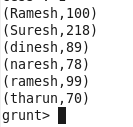 (Ramesh,100)
(Suresh,218)
(dinesh,89)
(naresh,78)
(ramesh,99)
(tharun,70)
grunt>